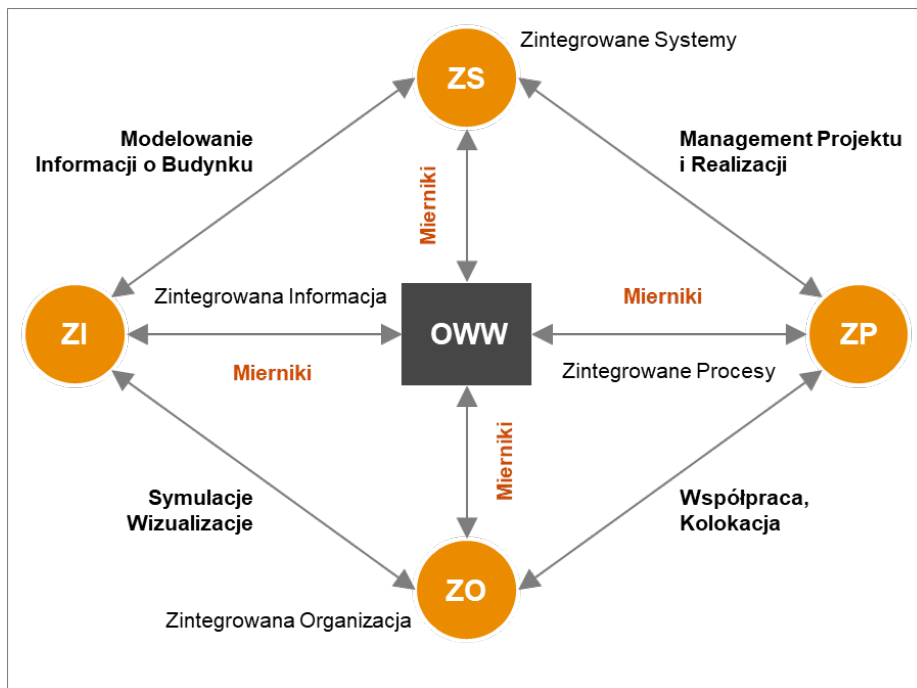 Zintegrowane Systemy
ZS
Modelowanie
Informacji o Budynku
Management Projektu
i Realizacji
Mierniki
Zintegrowana Informacja
Mierniki
ZI
OWW
ZP
Mierniki
Zintegrowane Procesy
Mierniki
Symulacje
Wizualizacje
Współpraca,
Kolokacja
ZO
Zintegrowana Organizacja